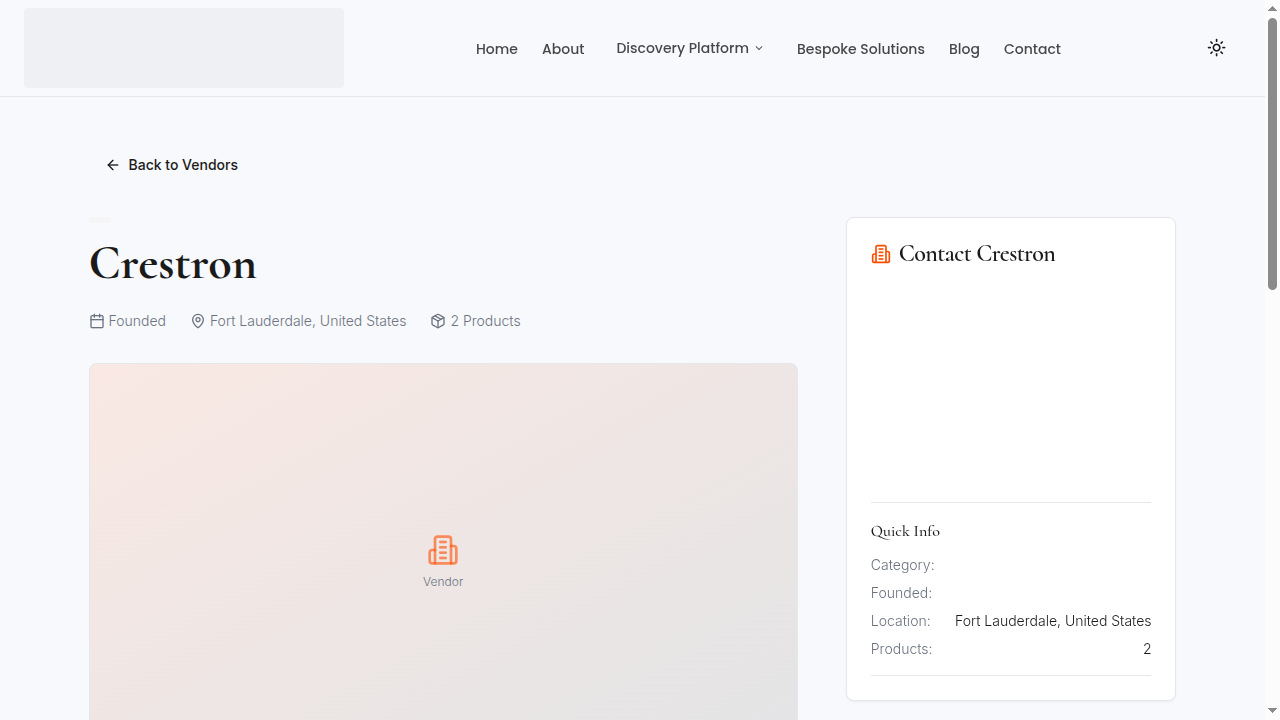 Home
About
Discovery Platform
Bespoke Solutions
Blog
Contact
Back to Vendors
Crestron
Founded
Fort Lauderdale, United States
2 Products
Vendor
Contact Crestron
Quick Info
Category:
Founded:
Location: Fort Lauderdale, United States
Products: 2